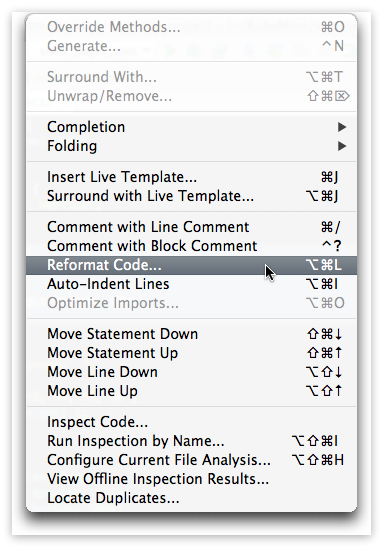 Override Methods... ⌘O
Generate... ^N
Surround With... ⌥⌘T
Unwrap/Remove... ⇧⌘⌦
Completion ▶
Folding ▶
Insert Live Template... ⌘J
Surround with Live Template... ⌥⌘J
Comment with Line Comment ⌘/
Comment with Block Comment ^?
Reformat Code... ⌥⌘L
Auto-Indent Lines ⌥⌘I
Optimize Imports... ⌥⌘O
Move Statement Down ⇧⌘↓
Move Statement Up ⇧⌘↑
Move Line Down ⌥⇧↓
Move Line Up ⌥⇧↑
Inspect Code...
Run Inspection by Name... ⌥⇧⌘I
Configure Current File Analysis... ⌥⇧⌘H
View Offline Inspection Results...
Locate Duplicates...